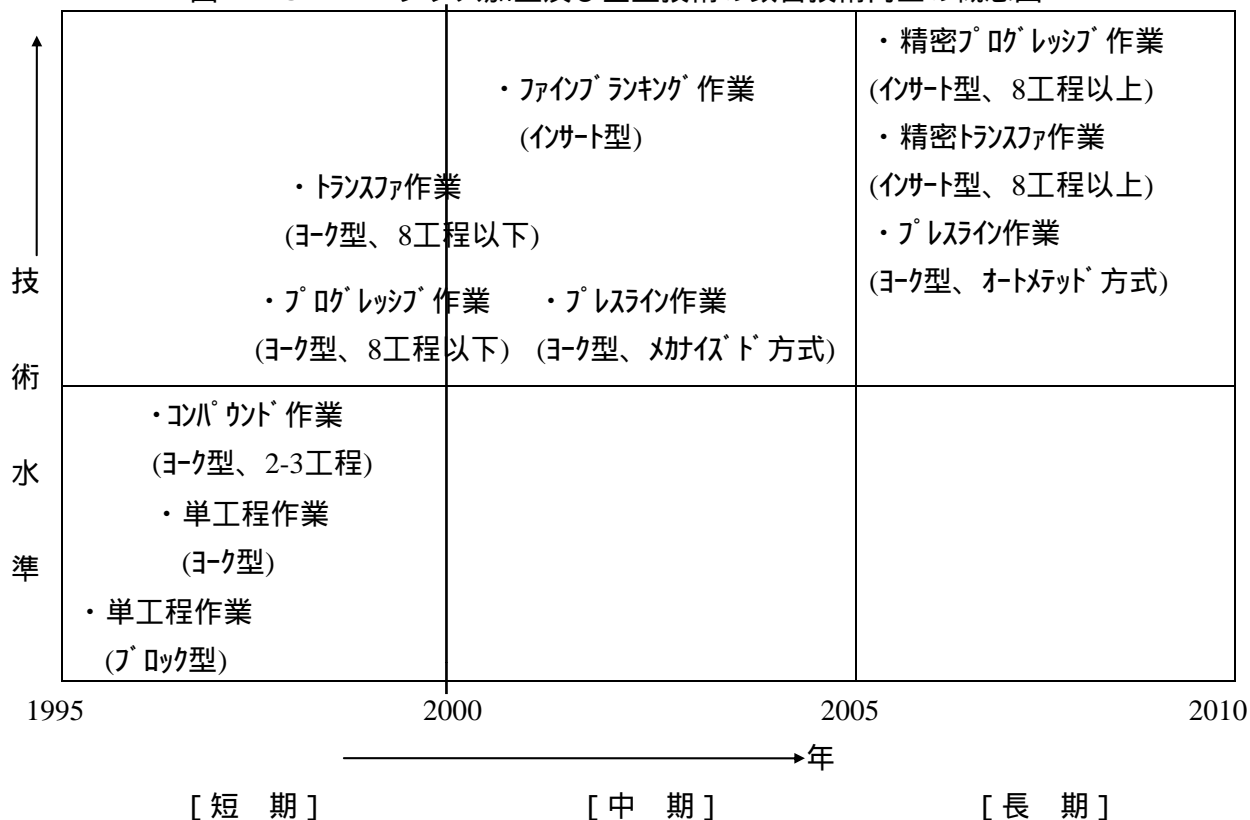 ・精密プログレッシブ作業
・ファインブランキング作業
(インサート型、8工程以上)
(インサート型)
・精密トランスファ作業
・トランスファ作業
(インサート型、8工程以上)
(ヨーク型、8工程以下)
・プレスライン作業
(ヨーク型、オートメテッド方式)
・プログレッシブ作業
・プレスライン作業
(ヨーク型、8工程以下)
(ヨーク型、メカナイズド方式)
技術水準
・コンパウンド作業
(ヨーク型、2-3工程)
・単工程作業
(ヨーク型)
・単工程作業
(ブロック型)
1995 2000 2005 2010
年
[短 期] [中 期] [長 期]